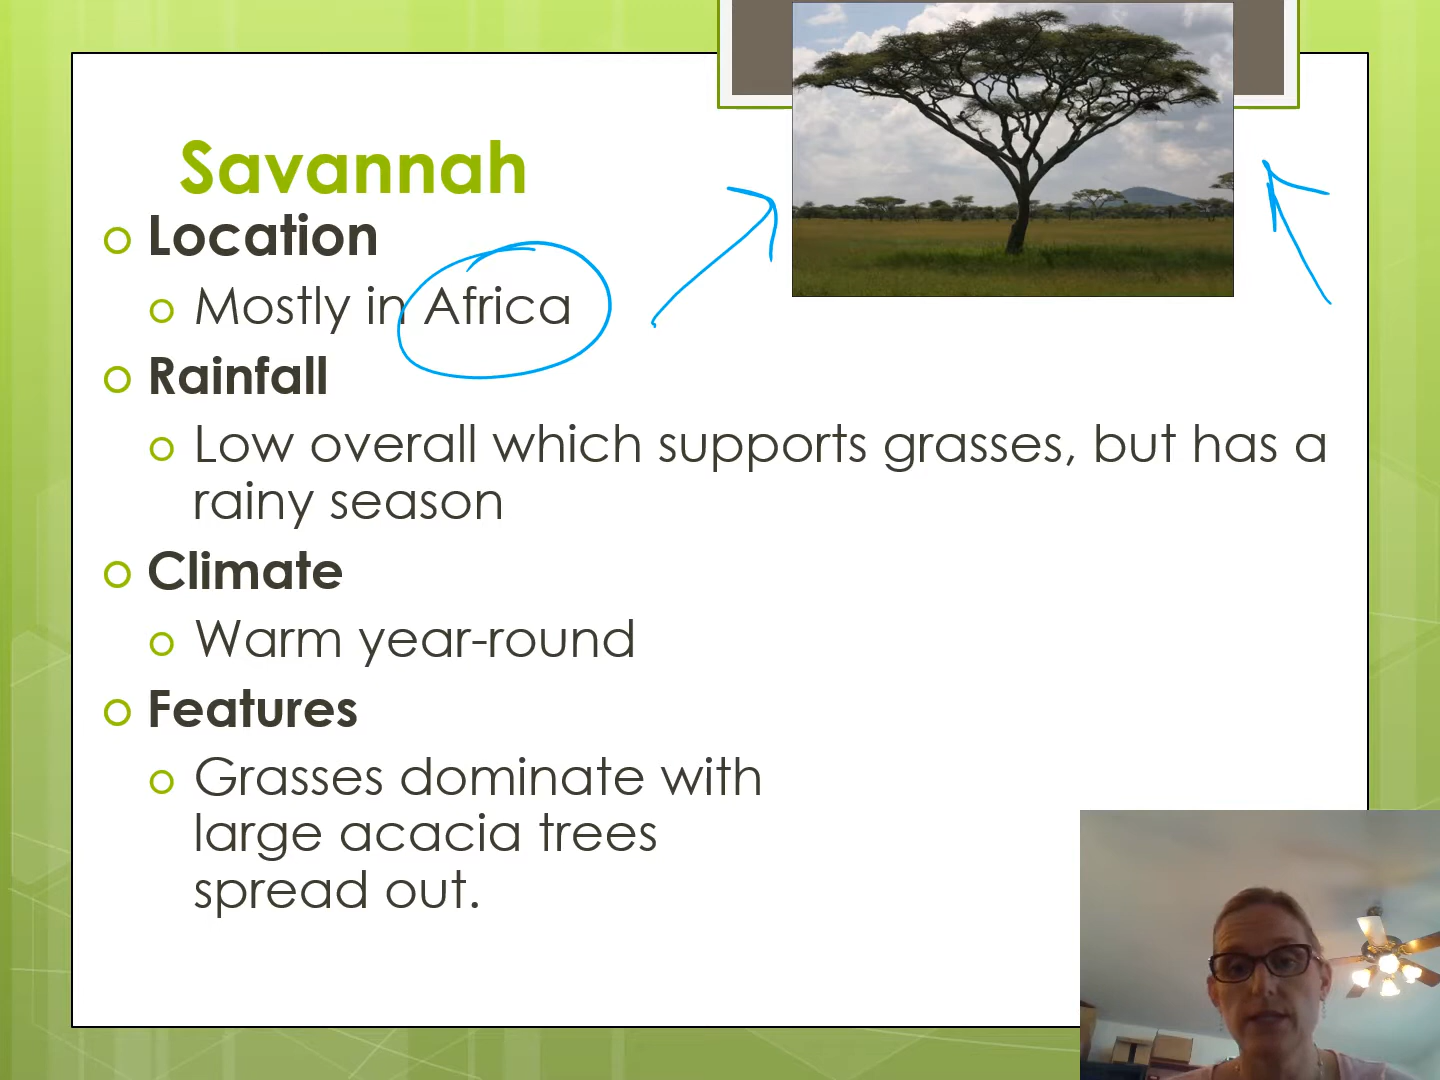 Savannah
Location
Mostly in Africa
Rainfall
Low overall which supports grasses, but has a
rainy season
Climate
Warm year-round
Features
Grasses dominate with
large acacia trees
spread out.